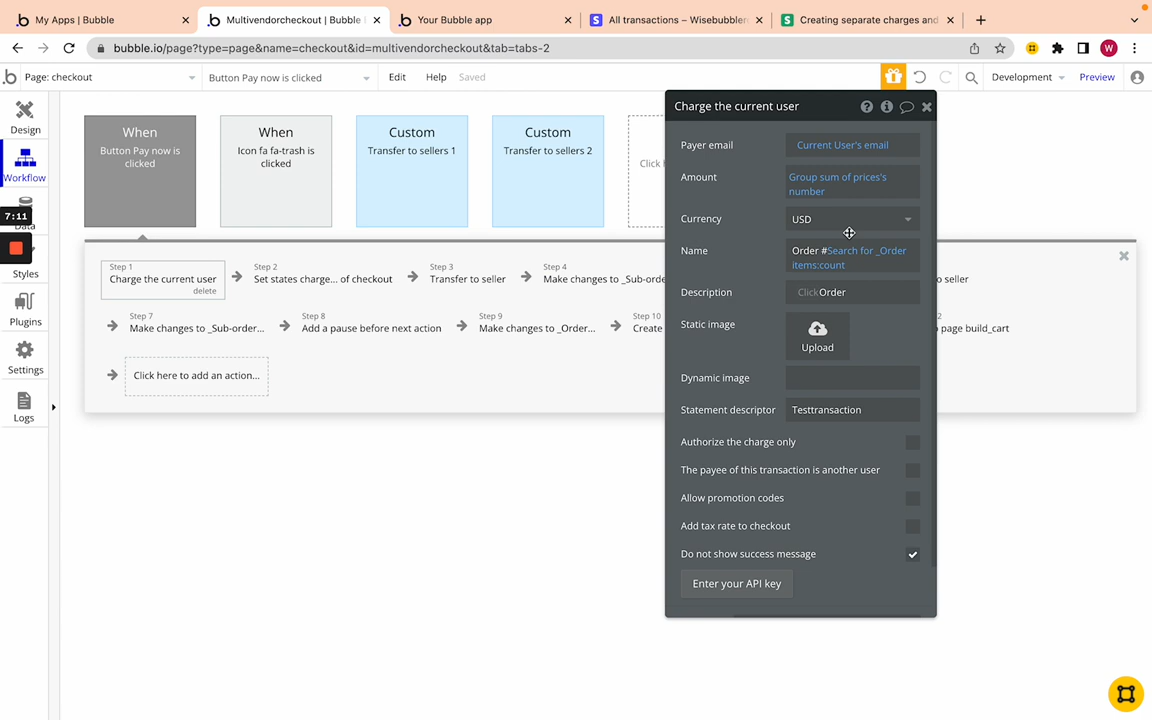 My Apps | Bubble
Multivendorcheckout | Bubble
Your Bubble app
All transactions – Wisebubbler
Creating separate charges and
bubble.io/page?type=page&name=checkout&id=multivendorcheckout&tab=tabs-2
W
Page: checkout
Button Pay now is clicked
Edit
Help
Saved
Development
Preview
Design
Workflow
Data
7:11
Styles
Plugins
Settings
Logs
When
Button Pay now is
clicked
When
Icon fa fa-trash is
clicked
Custom
Transfer to sellers 1
Custom
Transfer to sellers 2
Click
Step 1
Charge the current user
delete
Step 2
Set states charge... of checkout
Step 3
Transfer to seller
Step 4
Make changes to _Sub-orde
o seller
Step 7
Make changes to _Sub-order...
Step 8
Add a pause before next action
Step 9
Make changes to _Order...
Step 10
Create
2
page build_cart
Click here to add an action...
Charge the current user
Payer email
Current User's email
Amount
Group sum of prices's
number
Currency
USD
Name
Order #Search for _Order
items:count
Description
ClickOrder
Static image
Upload
Dynamic image
Statement descriptor
Testtransaction
Authorize the charge only
The payee of this transaction is another user
Allow promotion codes
Add tax rate to checkout
Do not show success message
Enter your API key